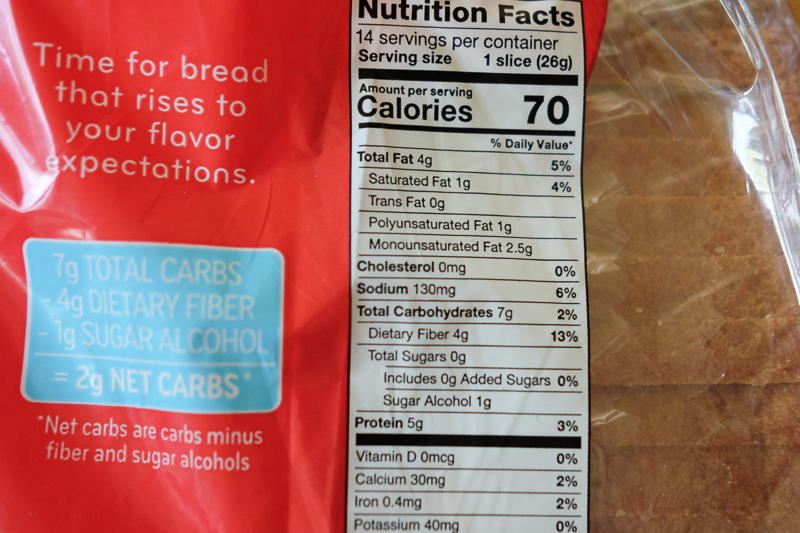 Time for bread
that rises to
your flavor
expectations.
7g TOTAL CARBS
- 4g DIETARY FIBER
- 1g SUGAR ALCOHOL
= 2g NET CARBS*
*Net carbs are carbs minus
fiber and sugar alcohols
Nutrition Facts
14 servings per container
Serving size 1 slice (26g)
Amount per serving
Calories 70
% Daily Value*
Total Fat 4g 5%
Saturated Fat 1g 4%
Trans Fat 0g
Polyunsaturated Fat 1g
Monounsaturated Fat 2.5g
Cholesterol 0mg 0%
Sodium 130mg 6%
Total Carbohydrates 7g 2%
Dietary Fiber 4g 13%
Total Sugars 0g
Includes 0g Added Sugars 0%
Sugar Alcohol 1g
Protein 5g 3%
Vitamin D 0mcg 0%
Calcium 30mg 2%
Iron 0.4mg 2%
Potassium 40mg 0%